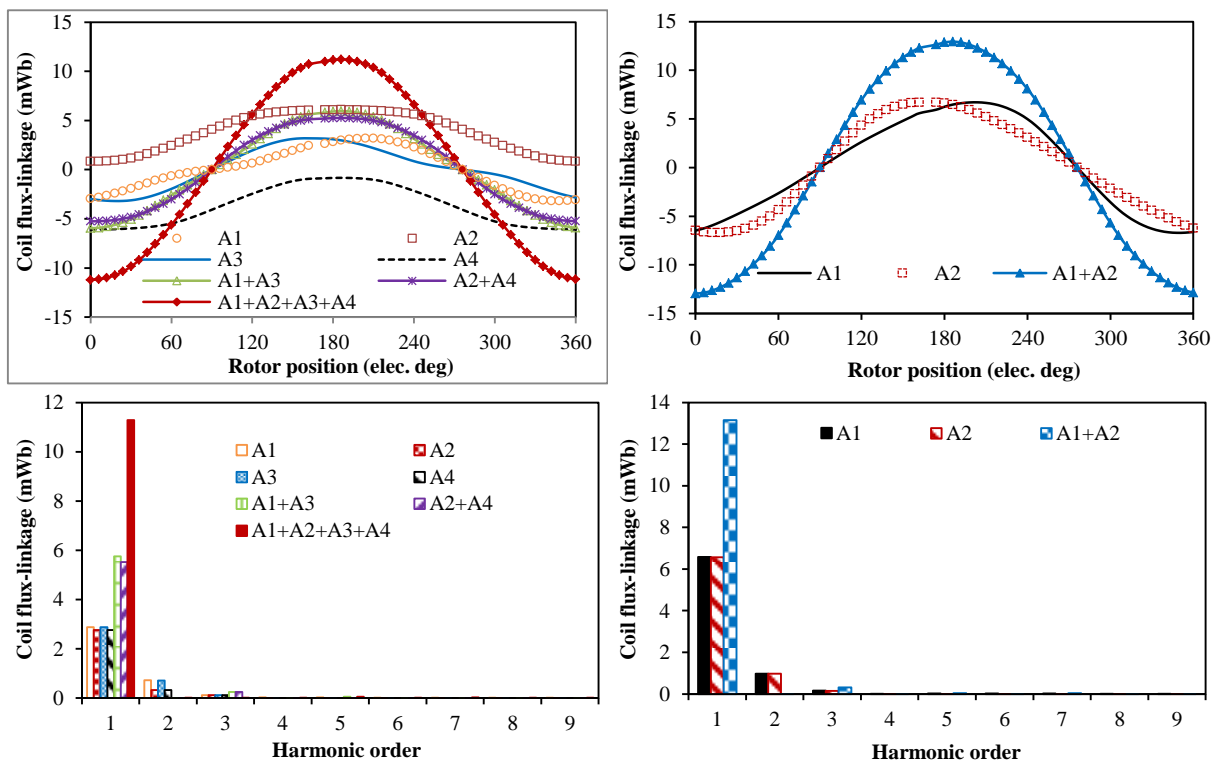 15
10
5
0
-5
-10
-15
Coil flux-linkage (mWb)
A1
A2
A3
A4
A1+A3
A2+A4
A1+A2+A3+A4
0 60 120 180 240 300 360
Rotor position (elec. deg)
15
10
5
0
-5
-10
-15
Coil flux-linkage (mWb)
A1 A2 A1+A2
0 60 120 180 240 300 360
Rotor position (elec. deg)
12
10
8
6
4
2
0
Coil flux-linkage (mWb)
A1
A2
A3
A4
A1+A3
A2+A4
A1+A2+A3+A4
1 2 3 4 5 6 7 8 9
Harmonic order
14
12
10
8
6
4
2
0
Coil flux-linkage (mWb)
A1 A2 A1+A2
1 2 3 4 5 6 7 8 9
Harmonic order